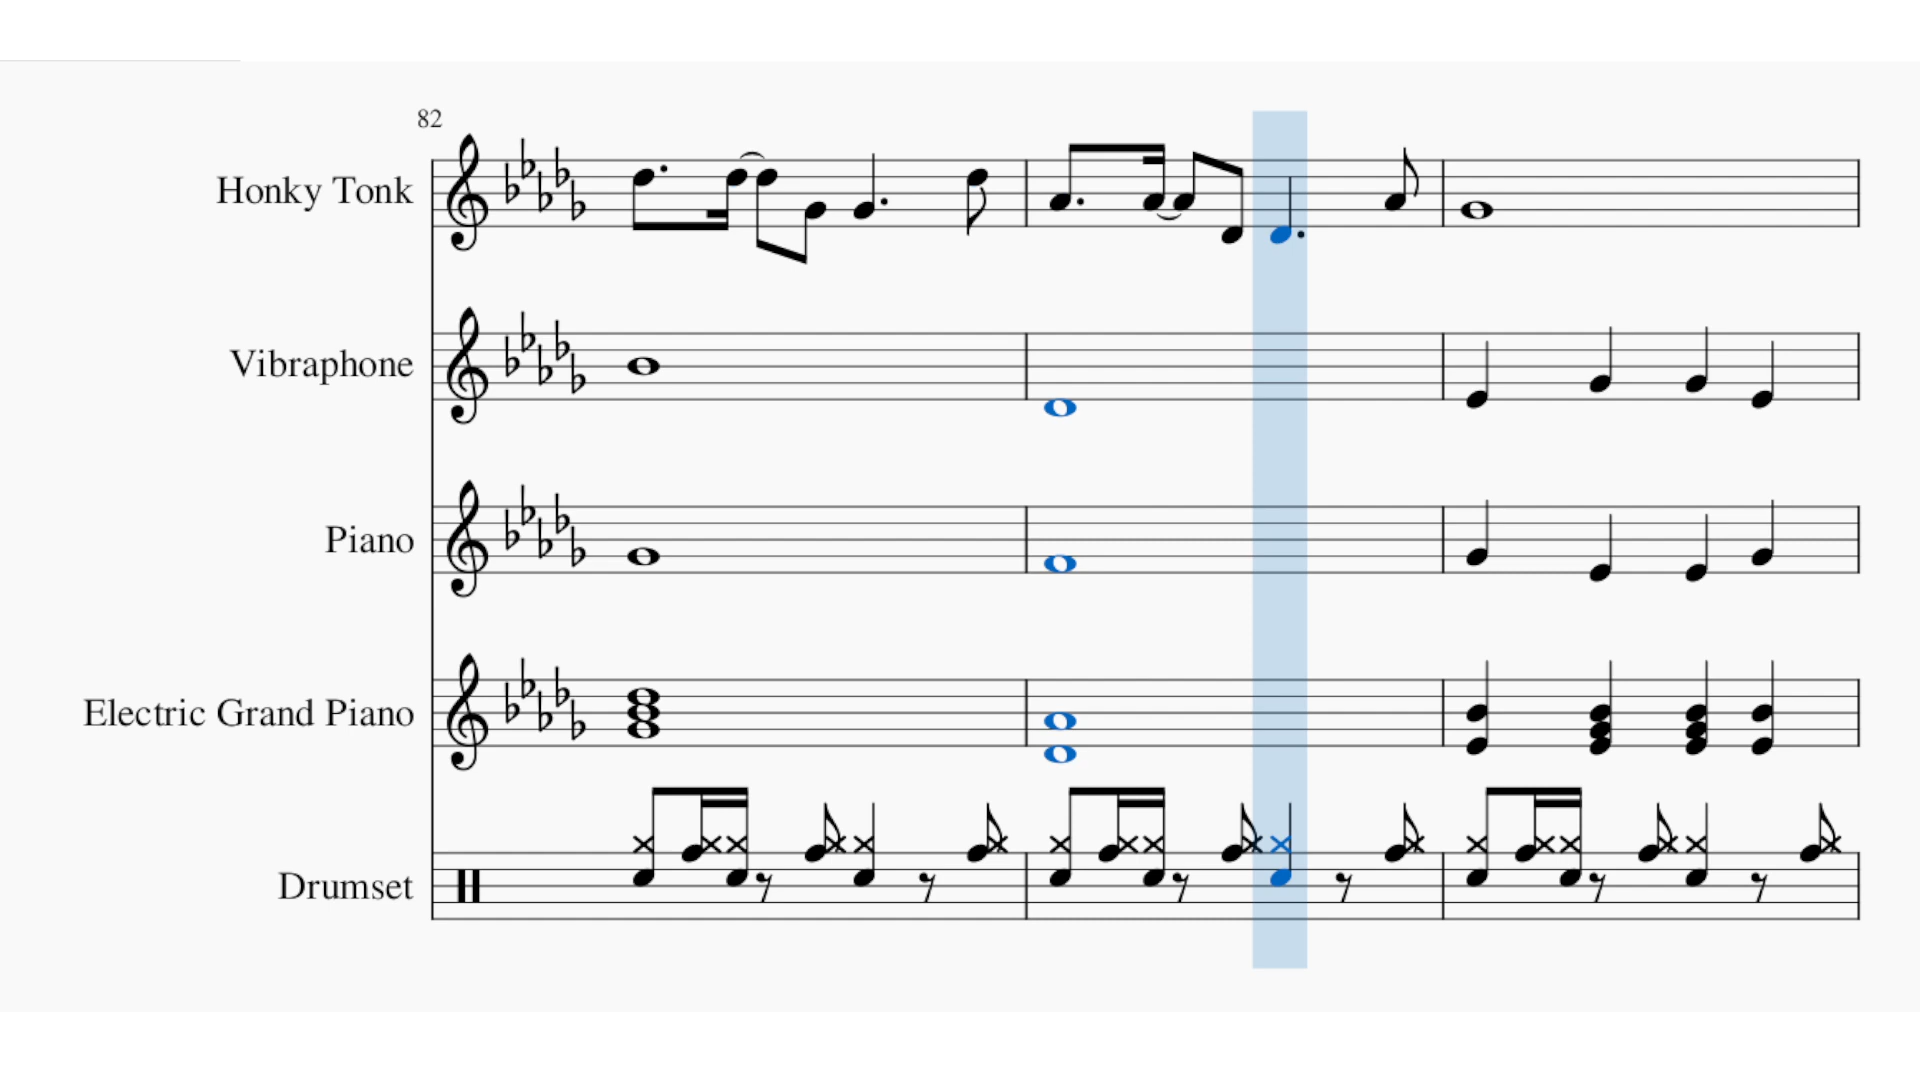 82
Honky Tonk
Vibraphone
Piano
Electric Grand Piano
Drumset